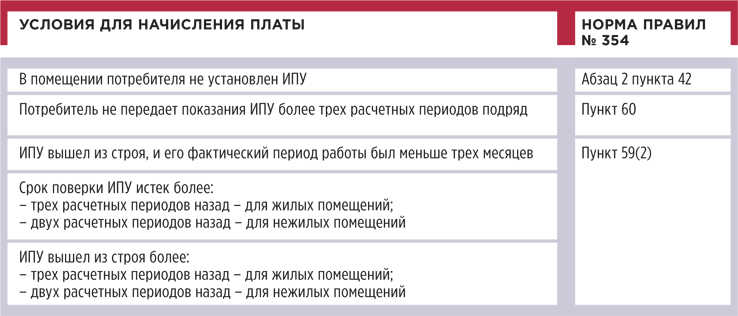 УСЛОВИЯ ДЛЯ НАЧИСЛЕНИЯ ПЛАТЫ
НОРМА ПРАВИЛ
№ 354
В помещении потребителя не установлен ИПУ
Абзац 2 пункта 42
Потребитель не передает показания ИПУ более трех расчетных периодов подряд
Пункт 60
ИПУ вышел из строя, и его фактический период работы был меньше трех месяцев
Пункт 59(2)
Срок поверки ИПУ истек более:
– трех расчетных периодов назад – для жилых помещений;
– двух расчетных периодов назад – для нежилых помещений
ИПУ вышел из строя более:
– трех расчетных периодов назад – для жилых помещений;
– двух расчетных периодов назад – для нежилых помещений